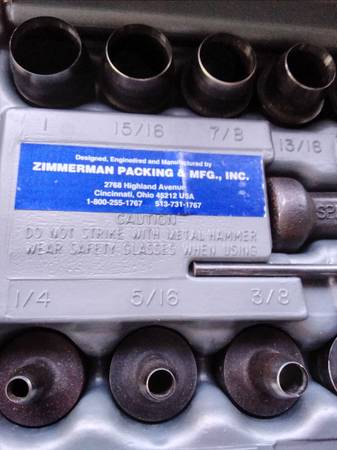 1 15/16 7/8 13/16
Designed, Engineered and Manufactured by
ZIMMERMAN PACKING & MFG., INC.
2768 Highland Avenue
Cincinnati, Ohio 45212 USA
1-800-255-1767 513-731-1767
CAUTION
DO NOT STRIKE WITH METAL HAMMER
WEAR SAFETY GLASSES WHEN USING
1/4 5/16 3/8